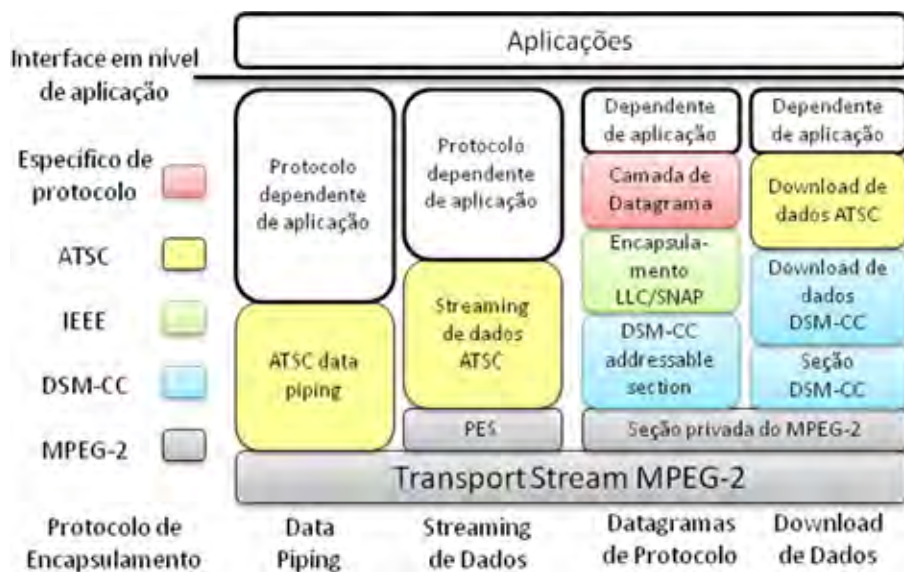 Aplicações
Interface em nível
de aplicação
Específico de
protocolo
ATSC
IEEE
DSM-CC
MPEG-2
Protocolo
dependente
de aplicação
ATSC data
piping
Protocolo
dependente
de aplicação
Streaming
de dados
ATSC
PES
Dependente
de aplicação
Camada de
Datagrama
Encapsula-
mento
LLC/SNAP
DSM-CC
addressable
section
Dependente
de aplicação
Download de
dados ATSC
Download de
dados
DSM-CC
Seção
DSM-CC
Seção privada do MPEG-2
Transport Stream MPEG-2
Protocolo de
Encapsulamento
Data
Piping
Streaming
de Dados
Datagramas
de Protocolo
Download
de Dados